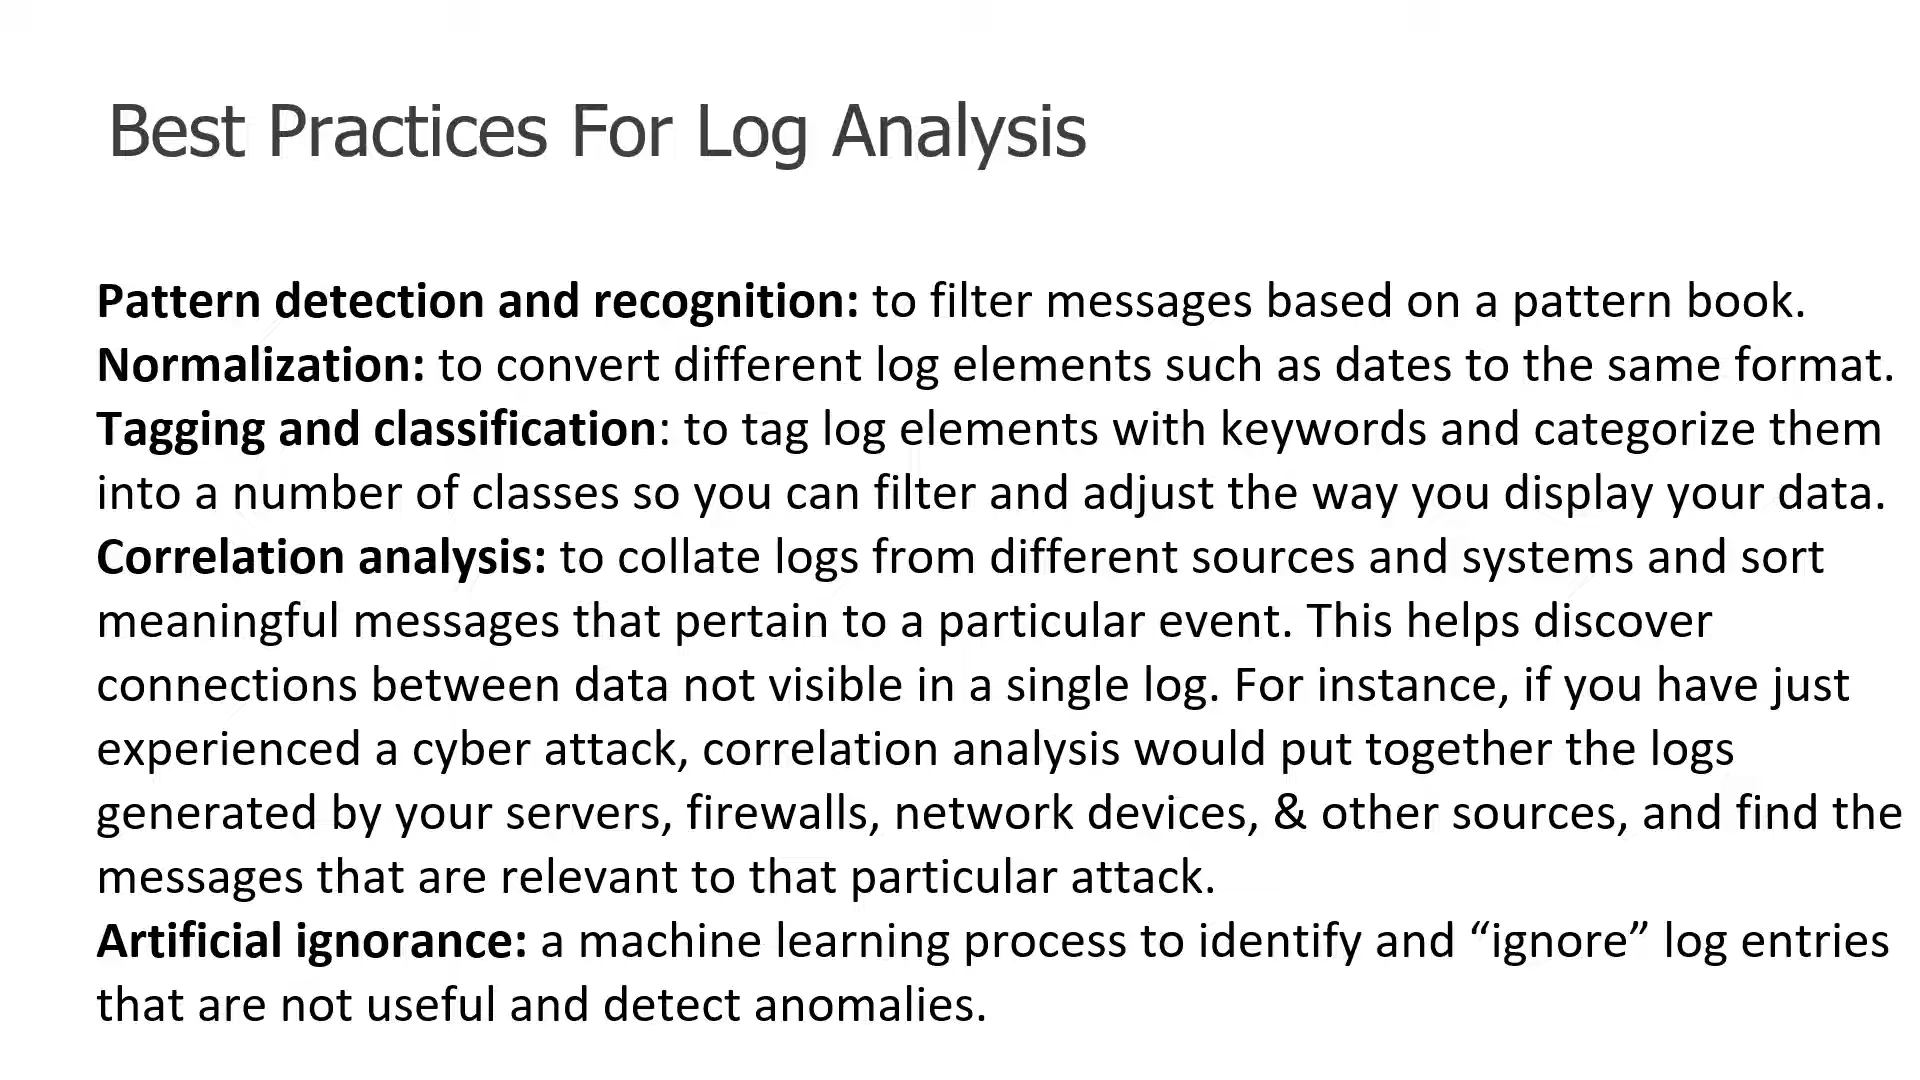 Best Practices For Log Analysis
Pattern detection and recognition: to filter messages based on a pattern book.
Normalization: to convert different log elements such as dates to the same format.
Tagging and classification: to tag log elements with keywords and categorize them
into a number of classes so you can filter and adjust the way you display your data.
Correlation analysis: to collate logs from different sources and systems and sort
meaningful messages that pertain to a particular event. This helps discover
connections between data not visible in a single log. For instance, if you have just
experienced a cyber attack, correlation analysis would put together the logs
generated by your servers, firewalls, network devices, & other sources, and find the
messages that are relevant to that particular attack.
Artificial ignorance: a machine learning process to identify and “ignore” log entries
that are not useful and detect anomalies.